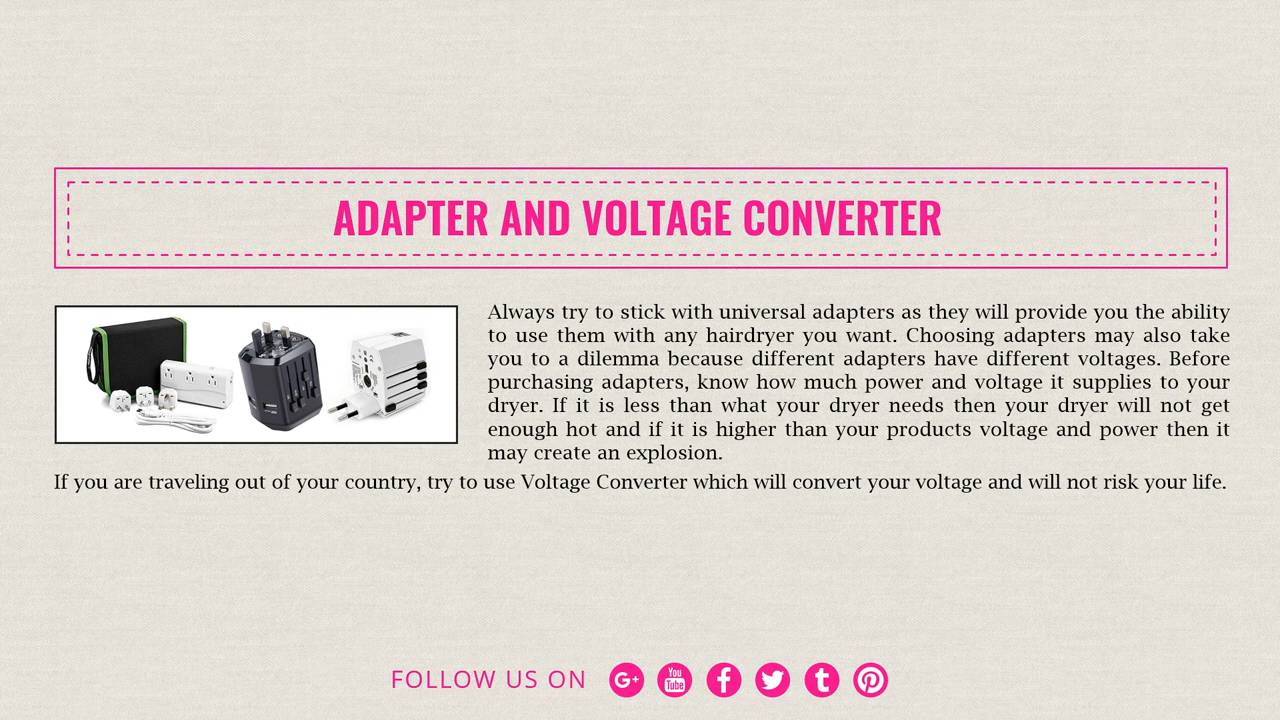 ADAPTER AND VOLTAGE CONVERTER
Always try to stick with universal adapters as they will provide you the ability
to use them with any hairdryer you want. Choosing adapters may also take
you to a dilemma because different adapters have different voltages. Before
purchasing adapters, know how much power and voltage it supplies to your
dryer. If it is less than what your dryer needs then your dryer will not get
enough hot and if it is higher than your products voltage and power then it
may create an explosion.
If you are traveling out of your country, try to use Voltage Converter which will convert your voltage and will not risk your life.
FOLLOW US ON
G+ You Tube f t